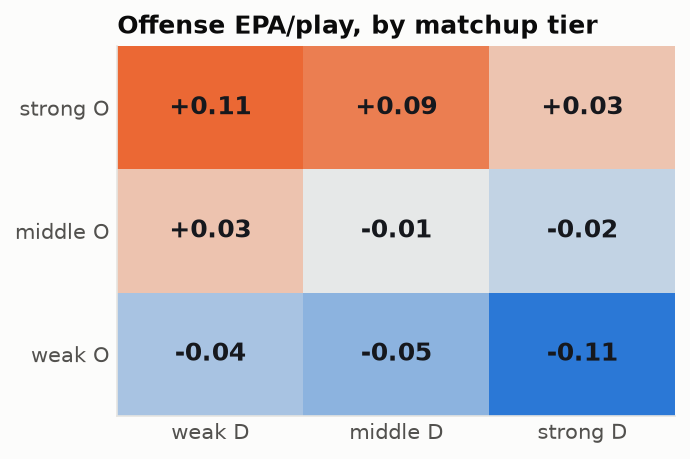 Offense EPA/play, by matchup tier
strong O +0.11 +0.09 +0.03
middle O +0.03 -0.01 -0.02
weak O -0.04 -0.05 -0.11
weak D middle D strong D